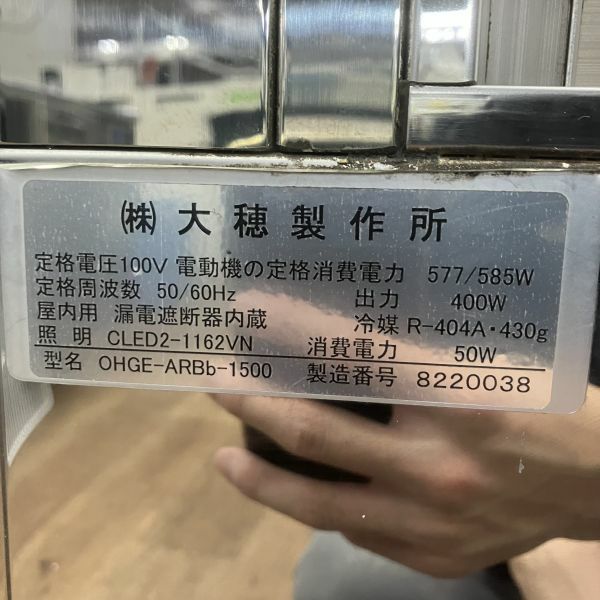 ㈱大穂製作所
定格電圧100V 電動機の定格消費電力 577/585W
定格周波数 50/60Hz 出力 400W
屋内用 漏電遮断器内蔵 冷媒 R-404A・430g
照明 CLED2-1162VN 消費電力 50W
型名 OHGE-ARBb-1500 製造番号 8220038